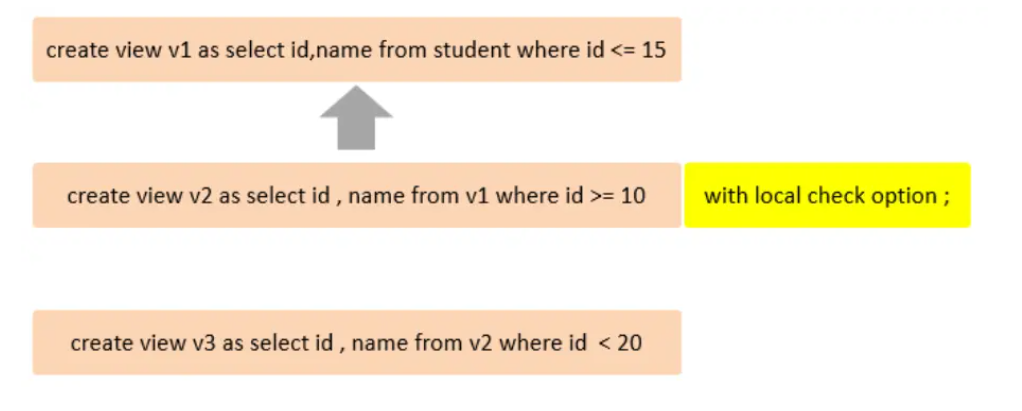 create view v1 as select id,name from student where id <= 15
create view v2 as select id , name from v1 where id >= 10 with local check option ;
create view v3 as select id , name from v2 where id  < 20